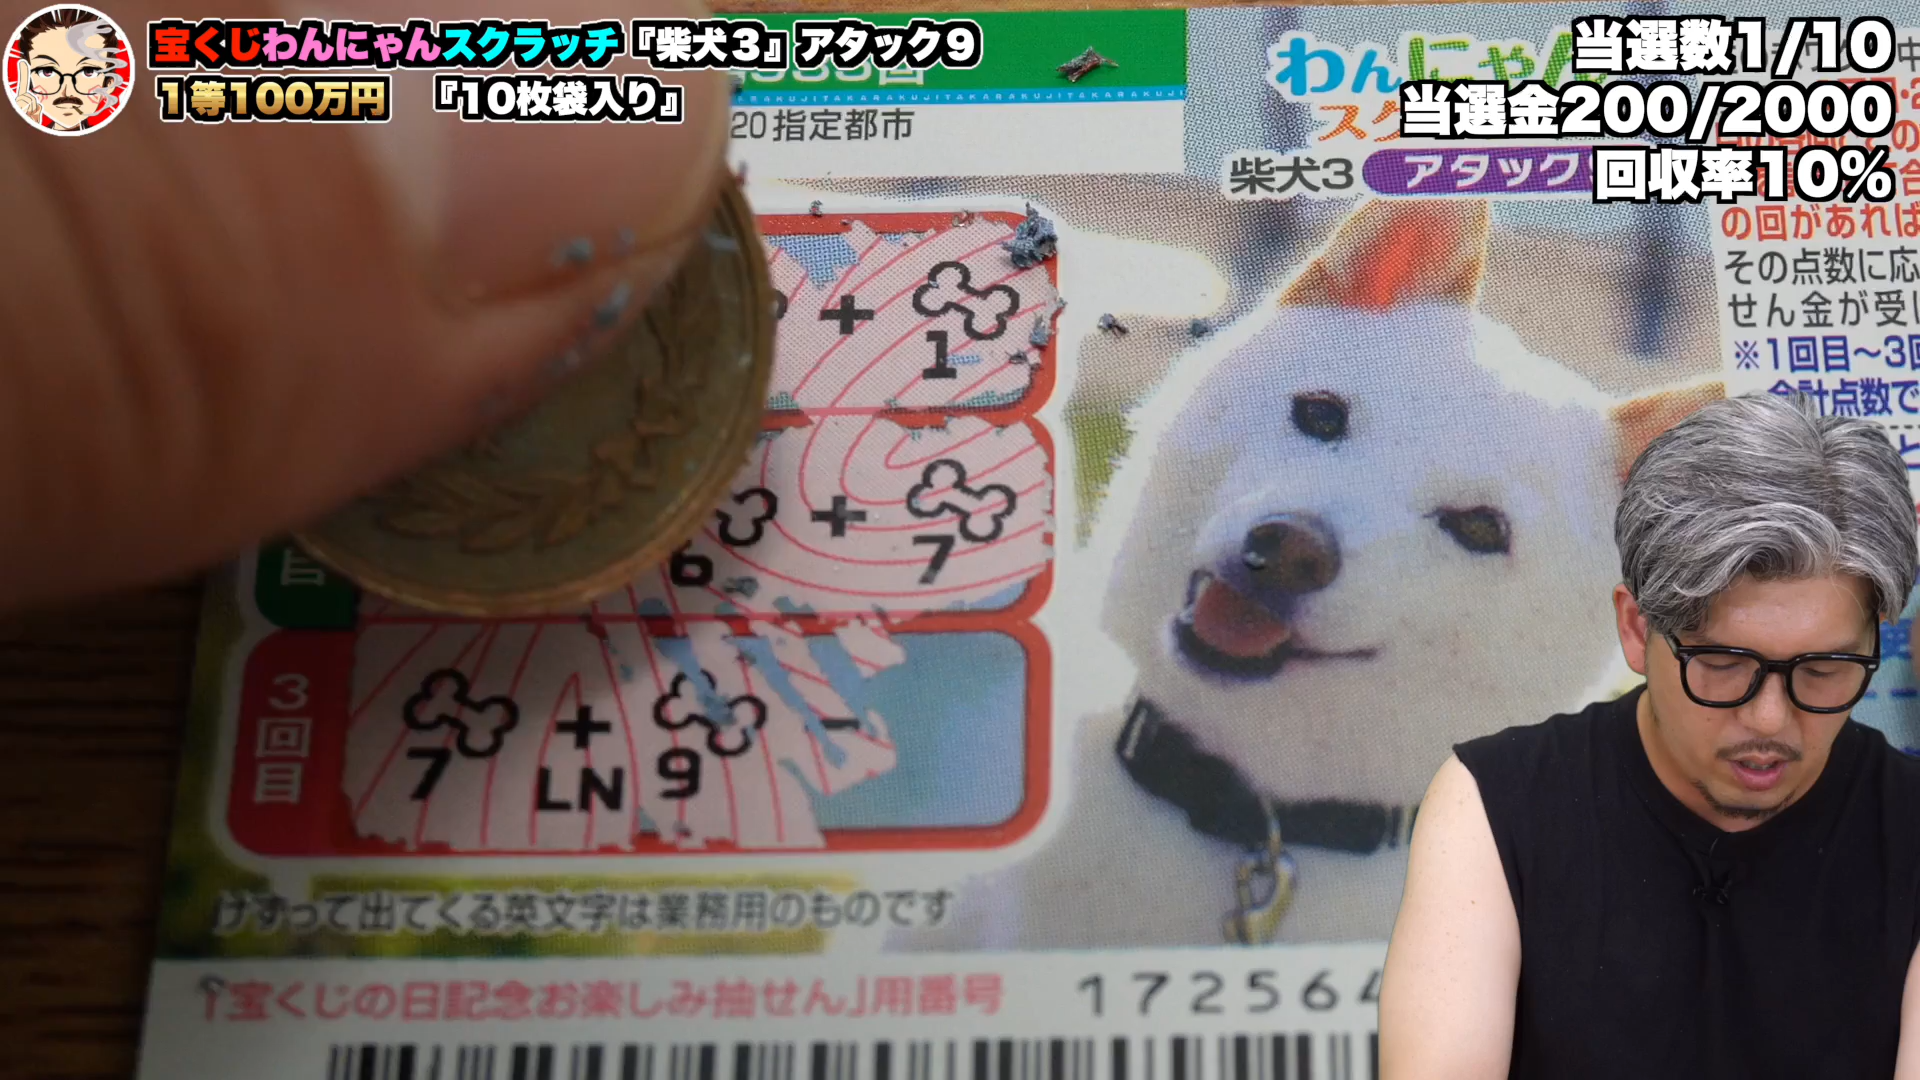 宝くじわんにゃんスクラッチ『柴犬３』アタック９
１等100万円　『10枚袋入り』
当選数1/10
当選金200/2000
回収率10%
20指定都市
わんにゃん
柴犬3 アタック
の回があれば
その点数に応
せん金が受け
※1回目〜3回
合計点数で
+ 1
6 + 7
目
3回目
7 + LN 9
けずって出てくる英文字は業務用のものです
「宝くじの日記念お楽しみ抽せん」用番号 172564